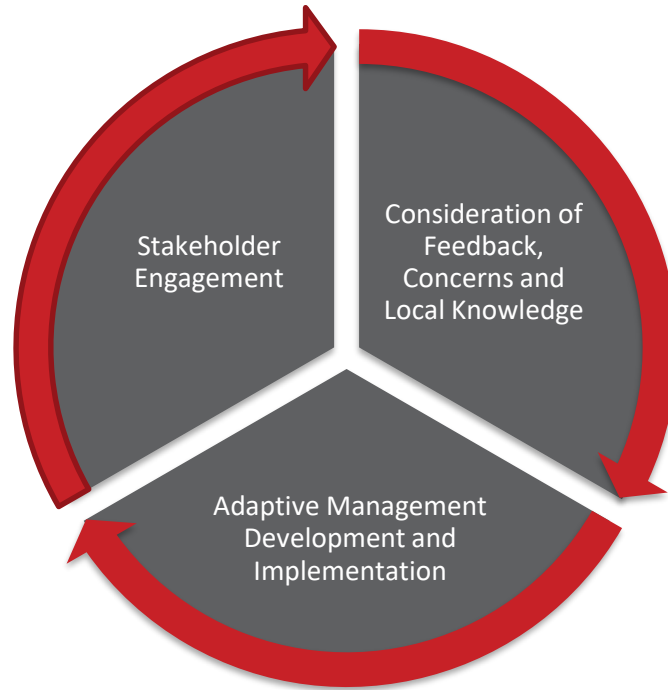 Stakeholder
Engagement
Consideration of
Feedback,
Concerns and
Local Knowledge
Adaptive Management
Development and
Implementation